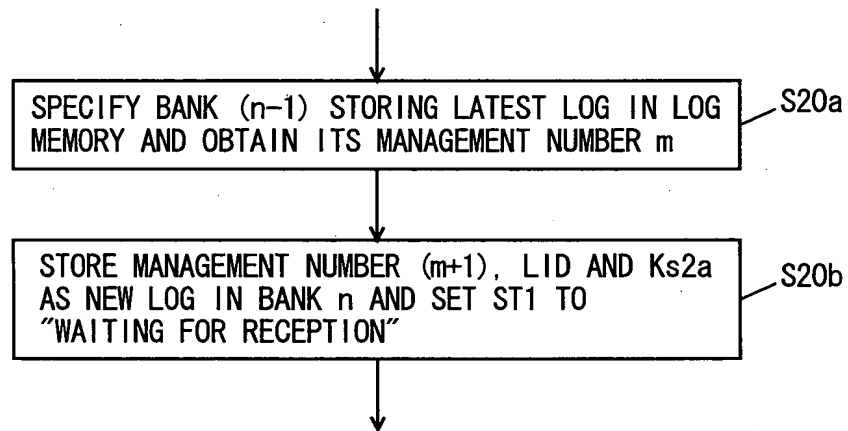 SPECIFY BANK (n-1) STORING LATEST LOG IN LOG
MEMORY AND OBTAIN ITS MANAGEMENT NUMBER m
S20a
STORE MANAGEMENT NUMBER (m+1), LID AND Ks2a
AS NEW LOG IN BANK n AND SET ST1 TO
"WAITING FOR RECEPTION"
S20b